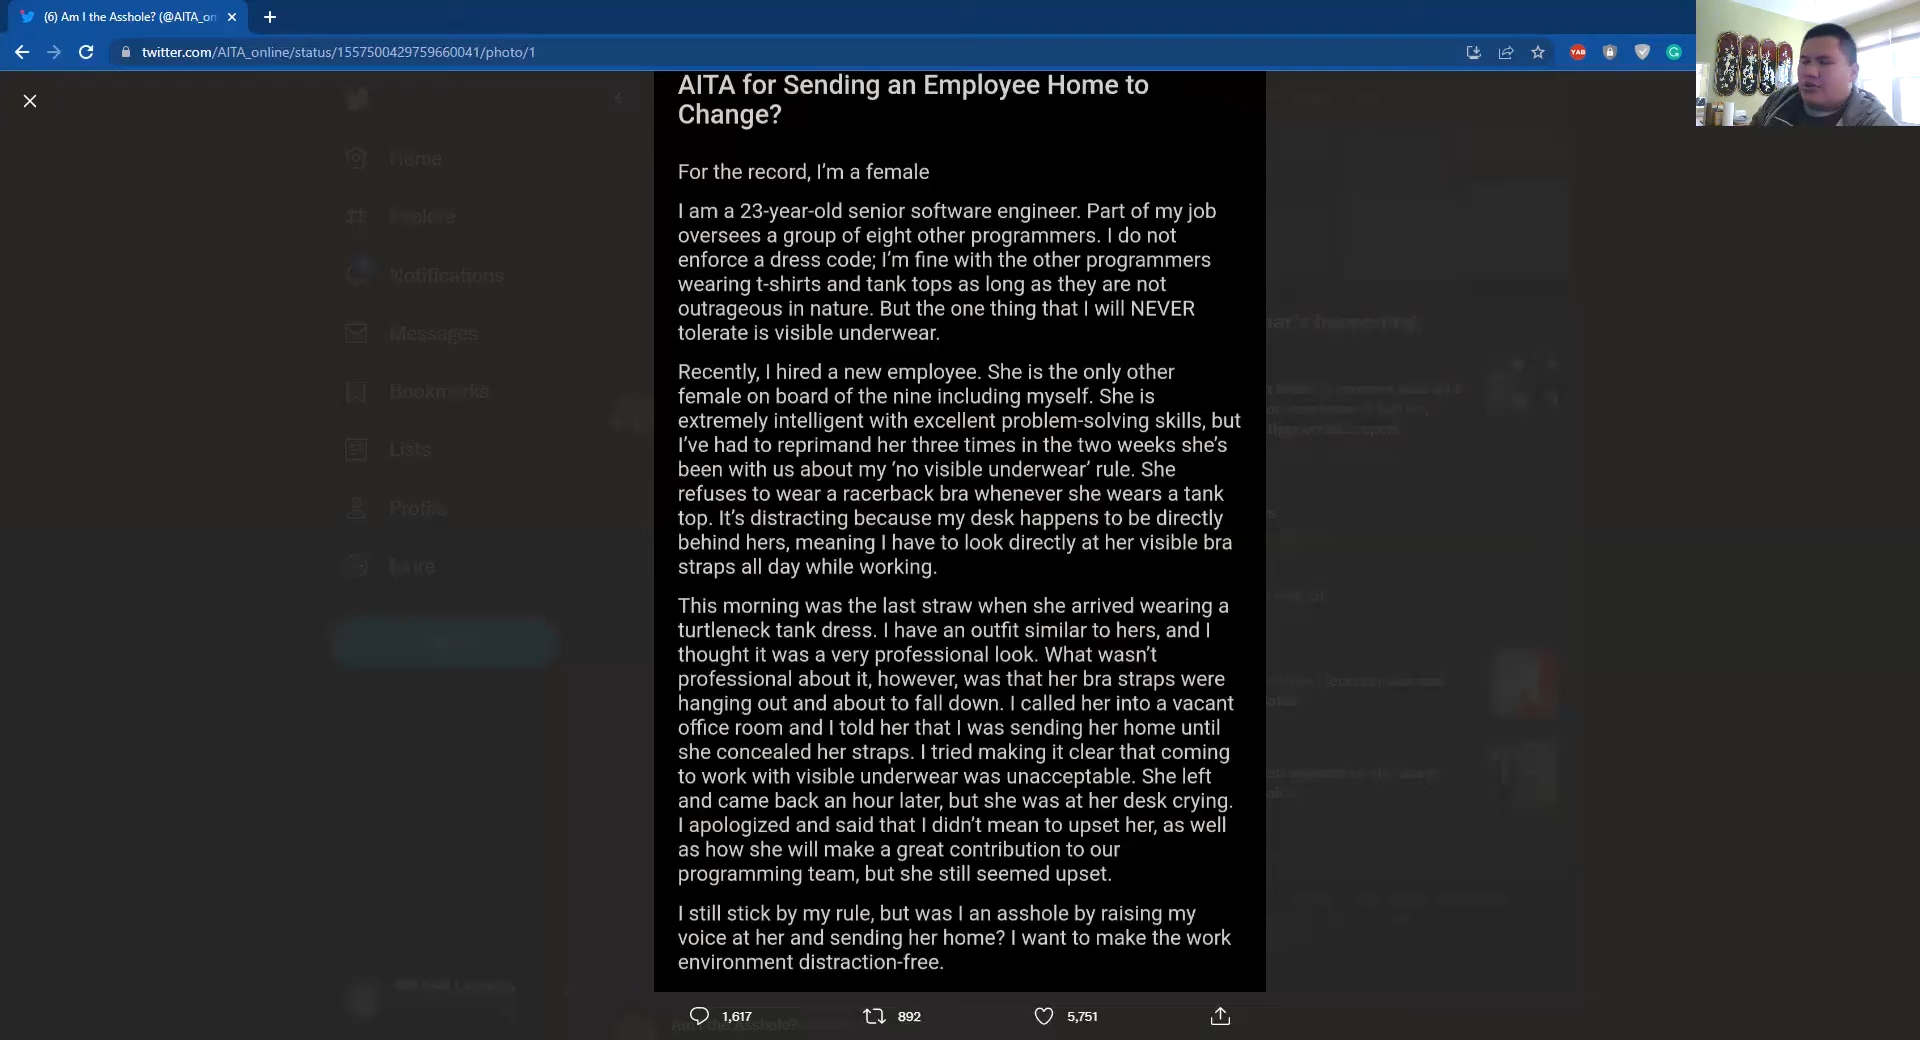 (6) Am I the Asshole? (@AITA_on
twitter.com/AITA_online/status/1557500429759660041/photo/1
YAB
AITA for Sending an Employee Home to
Change?
For the record, I'm a female
I am a 23-year-old senior software engineer. Part of my job
oversees a group of eight other programmers. I do not
enforce a dress code; I'm fine with the other programmers
wearing t-shirts and tank tops as long as they are not
outrageous in nature. But the one thing that I will NEVER
tolerate is visible underwear.
Recently, I hired a new employee. She is the only other
female on board of the nine including myself. She is
extremely intelligent with excellent problem-solving skills, but
I've had to reprimand her three times in the two weeks she's
been with us about my 'no visible underwear' rule. She
refuses to wear a racerback bra whenever she wears a tank
top. It's distracting because my desk happens to be directly
behind hers, meaning I have to look directly at her visible bra
straps all day while working.
This morning was the last straw when she arrived wearing a
turtleneck tank dress. I have an outfit similar to hers, and I
thought it was a very professional look. What wasn't
professional about it, however, was that her bra straps were
hanging out and about to fall down. I called her into a vacant
office room and I told her that I was sending her home until
she concealed her straps. I tried making it clear that coming
to work with visible underwear was unacceptable. She left
and came back an hour later, but she was at her desk crying.
I apologized and said that I didn't mean to upset her, as well
as how she will make a great contribution to our
programming team, but she still seemed upset.
I still stick by my rule, but was I an asshole by raising my
voice at her and sending her home? I want to make the work
environment distraction-free.
1,617 892 5,751
Home
Explore
Notifications
Messages
Bookmarks
Lists
Profile
More
Am I the Asshole?